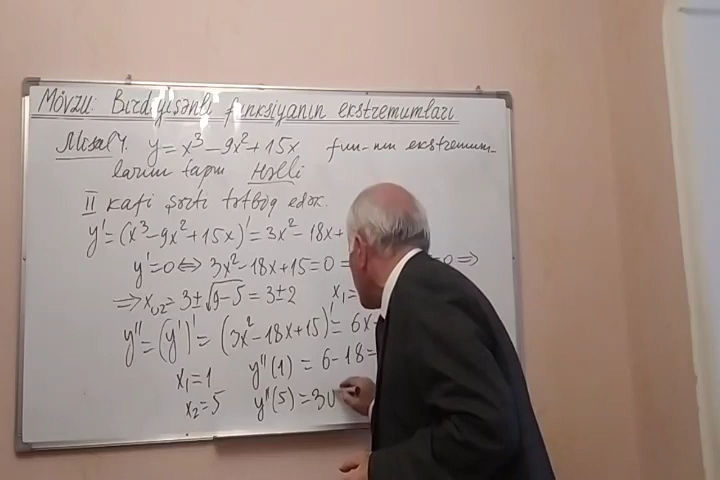 Mövzu: Birdəyişənli funksiyanın ekstremumları
Misal 4. y=x³-9x²+15x fun-nın ekstremum-
larını tapın Həlli
II kafi şərti tətbiq edək.
y'=(x³-9x²+15x)'=3x²-18x+
y'=0⇔3x²-18x+15=0= =0⇒
⇒x₁,₂=3±√9-5=3±2 x₁=
y''=(y')'=(3x²-18x+15)'=6x-
x₁=1 y''(1)=6-18=
x₂=5 y''(5)=30